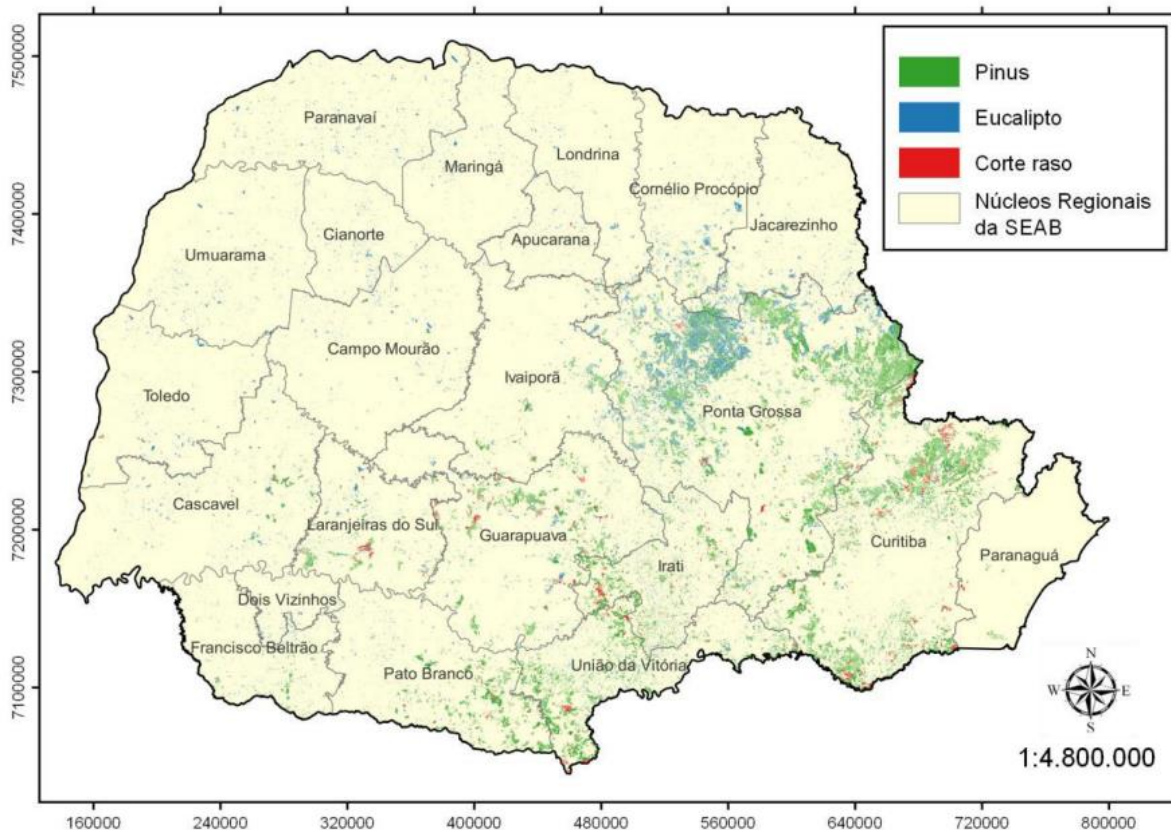 Pinus
Eucalipto
Corte raso
Núcleos Regionais
da SEAB
7500000
7400000
7300000
7200000
7100000
Paranavaí
Maringá
Londrina
Cornélio Procópio
Jacarezinho
Umuarama
Cianorte
Apucarana
Campo Mourão
Ivaiporã
Toledo
Ponta Grossa
Cascavel
Laranjeiras do Sul
Guarapuava
Irati
Curitiba
Paranaguá
Dois Vizinhos
Francisco Beltrão
Pato Branco
União da Vitória
N
W
E
S
1:4.800.000
160000
240000
320000
400000
480000
560000
640000
720000
800000